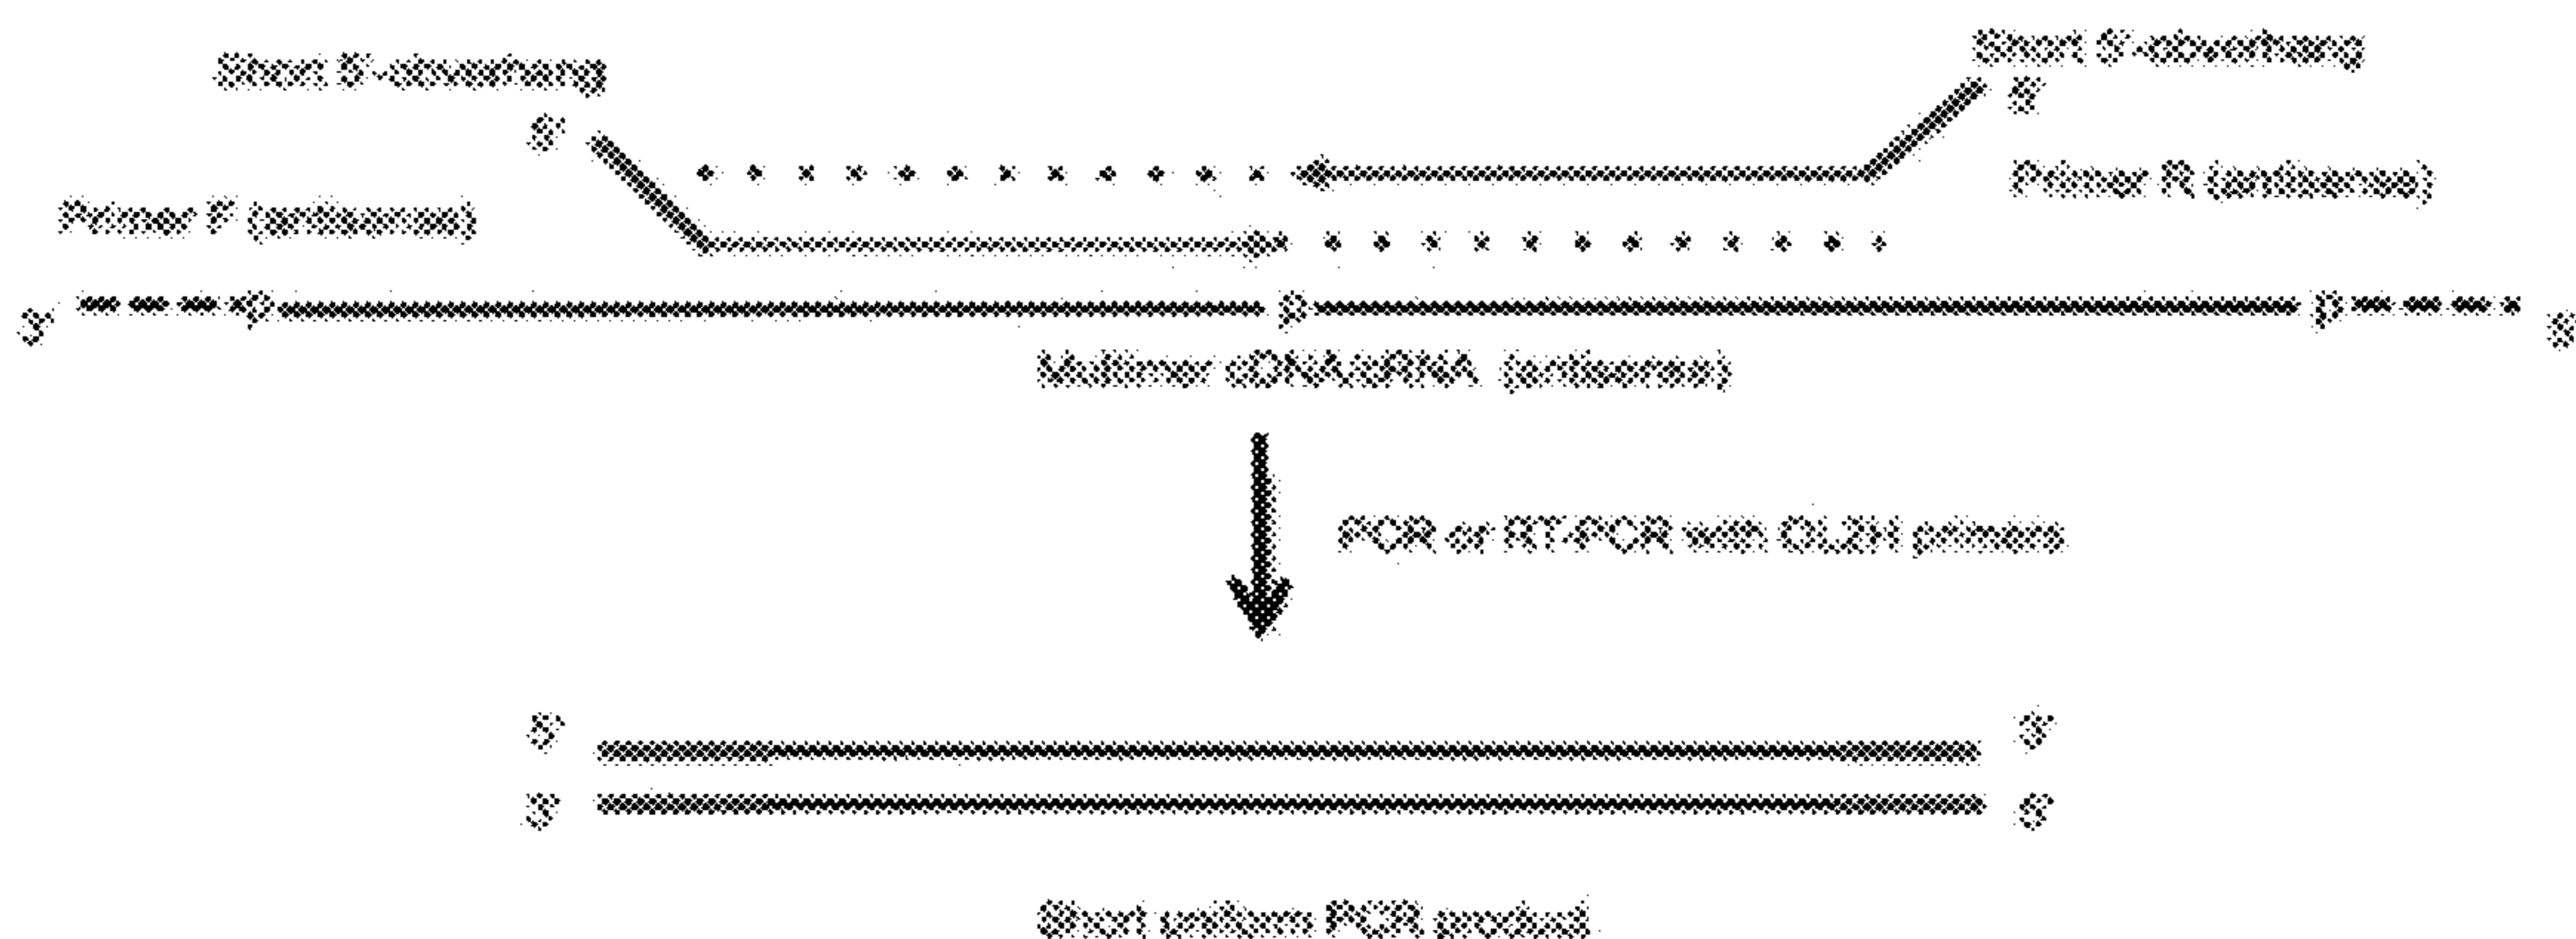 Short 5'-overhang
Short 5'-overhang
5'
5'
Primer F (antisense)
Primer R (antisense)
3'
p
p
p
5'
Multimer cDNA/cRNA (antisense)
PCR or RT-PCR with GL2H primers
5'
3'
3'
5'
Short uniform PCR product